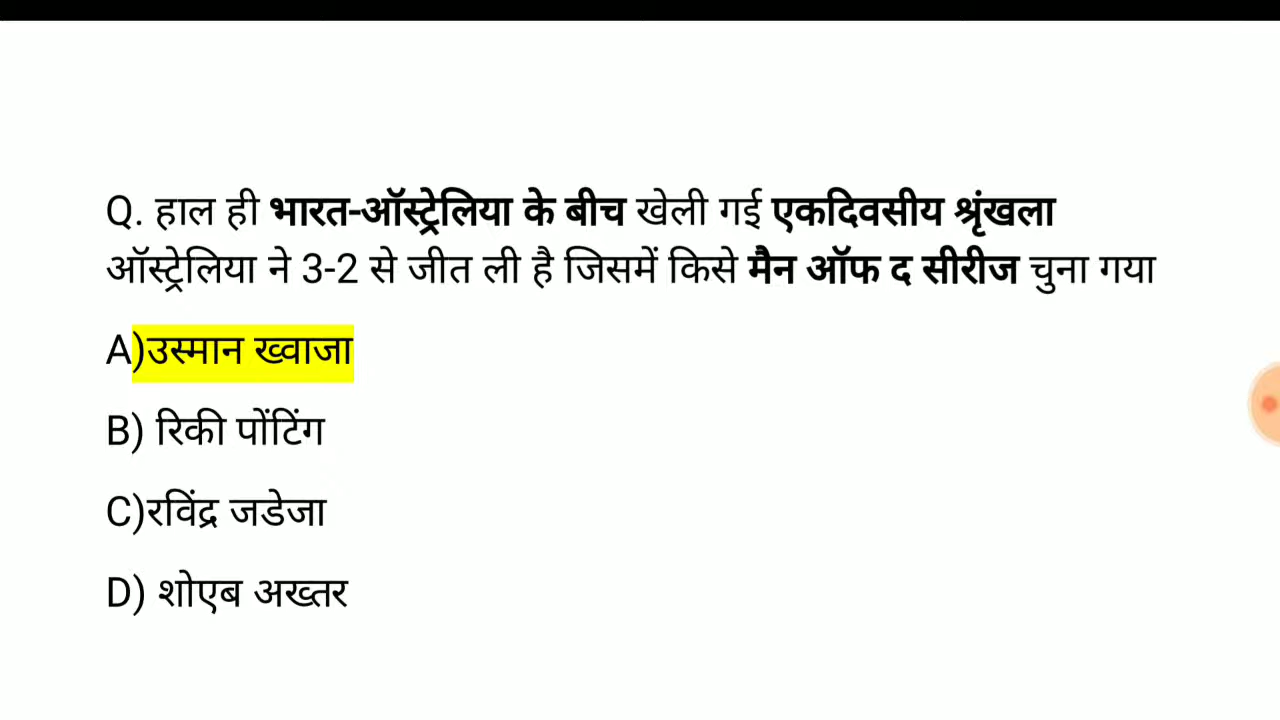 Q. हाल ही भारत-ऑस्ट्रेलिया के बीच खेली गई एकदिवसीय श्रृंखला
ऑस्ट्रेलिया ने 3-2 से जीत ली है जिसमें किसे मैन ऑफ द सीरीज चुना गया
A)उस्मान ख्वाजा
B) रिकी पोंटिंग
C)रविंद्र जडेजा
D) शोएब अख्तर